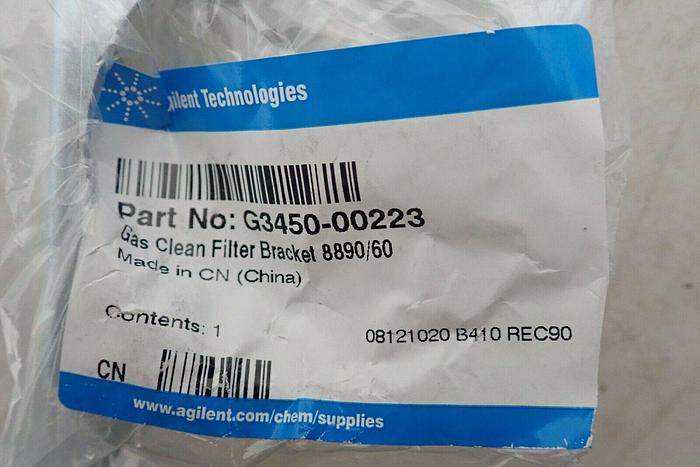 Agilent Technologies
Part No: G3450-00223
Gas Clean Filter Bracket 8890/60
Made in CN (China)
Contents: 1
08121020 B410 REC90
CN
www.agilent.com/chem/supplies